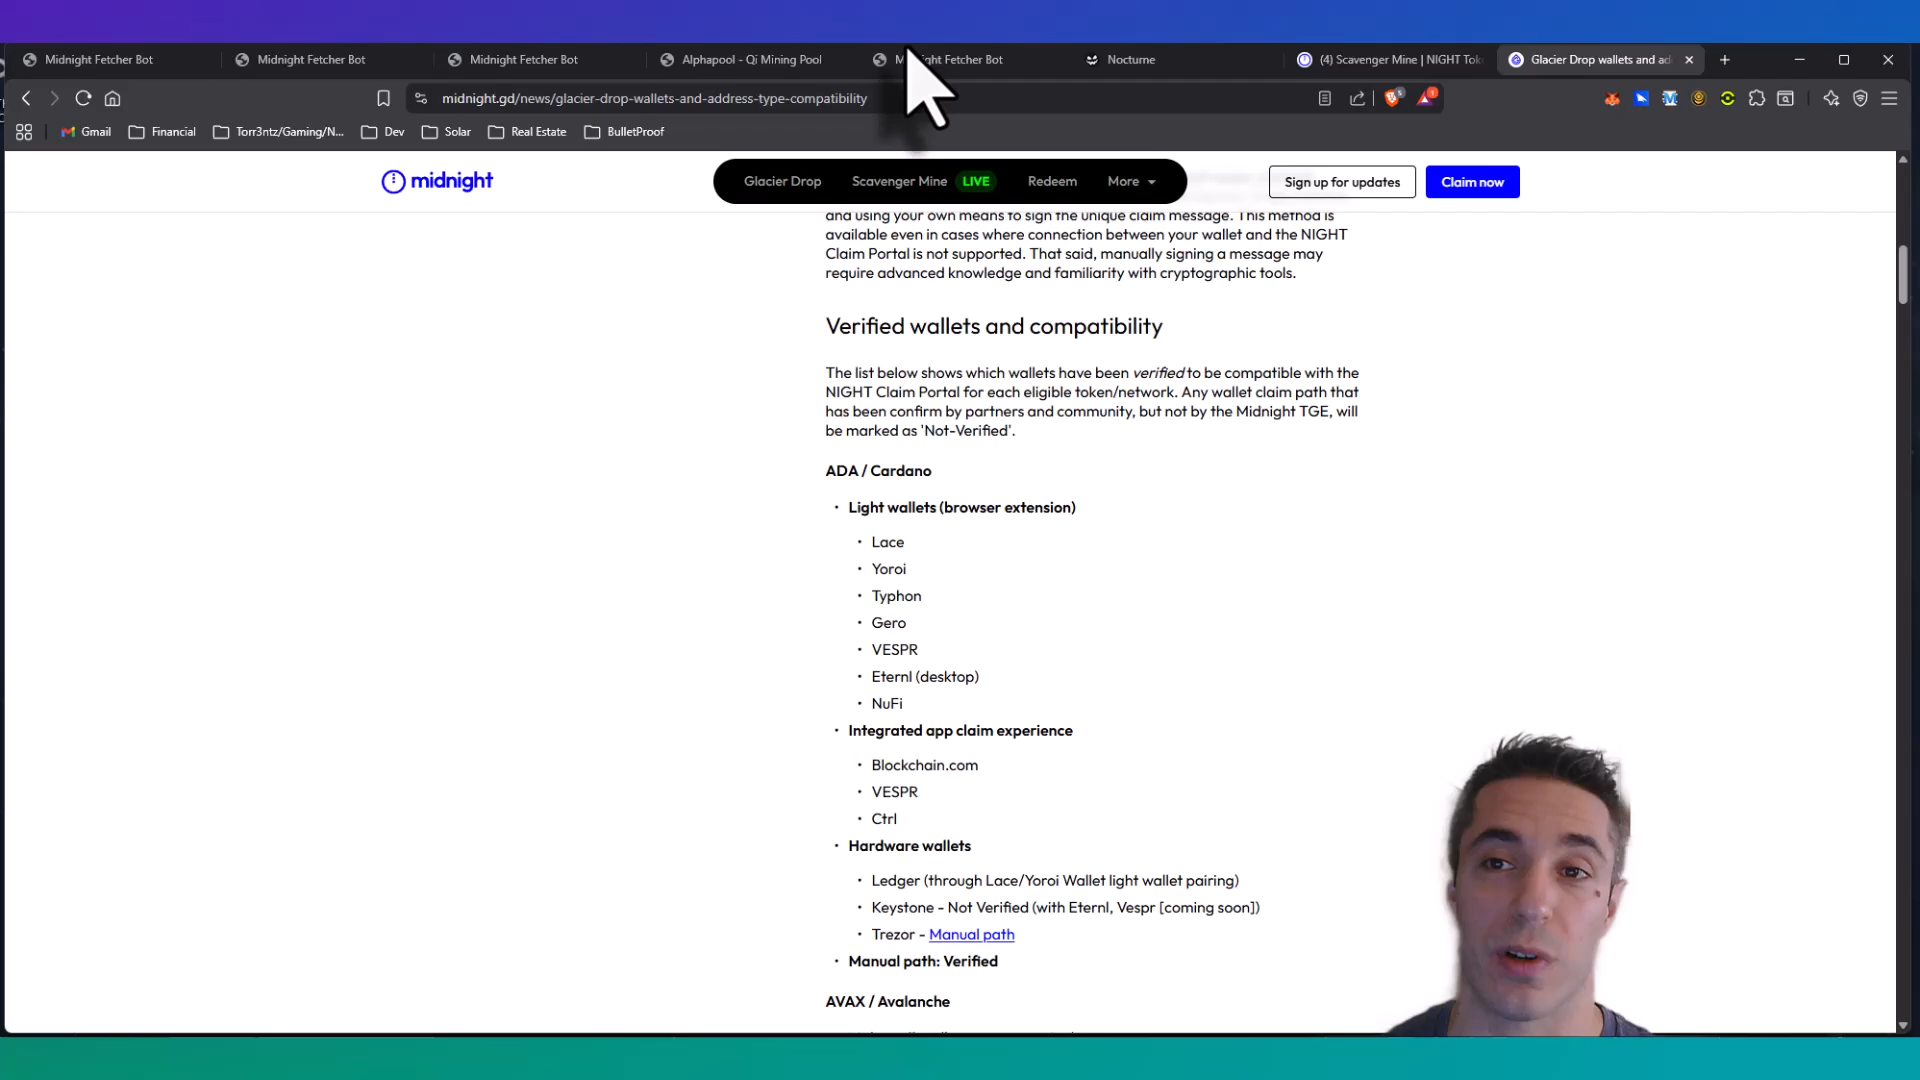 Midnight Fetcher Bot
Midnight Fetcher Bot
Midnight Fetcher Bot
Alphapool - Qi Mining Pool
Nocturne
(4) Scavenger Mine | NIGHT Tok
Glacier Drop wallets and ad
midnight.gd/news/glacier-drop-wallets-and-address-type-compatibility
Gmail
Financial
Torr3ntz/Gaming/N...
Dev
Solar
Real Estate
BulletProof
midnight
Glacier Drop
Scavenger Mine LIVE
Redeem
More
Sign up for updates
Claim now
and using your own means to sign the unique claim message. This method is
available even in cases where connection between your wallet and the NIGHT
Claim Portal is not supported. That said, manually signing a message may
require advanced knowledge and familiarity with cryptographic tools.
Verified wallets and compatibility
The list below shows which wallets have been verified to be compatible with the
NIGHT Claim Portal for each eligible token/network. Any wallet claim path that
has been confirm by partners and community, but not by the Midnight TGE, will
be marked as 'Not-Verified'.
ADA / Cardano
• Light wallets (browser extension)
• Lace
• Yoroi
• Typhon
• Gero
• VESPR
• Eternl (desktop)
• NuFi
• Integrated app claim experience
• Blockchain.com
• VESPR
• Ctrl
• Hardware wallets
• Ledger (through Lace/Yoroi Wallet light wallet pairing)
• Keystone - Not Verified (with Eternl, Vespr [coming soon])
• Trezor - Manual path
• Manual path: Verified
AVAX / Avalanche